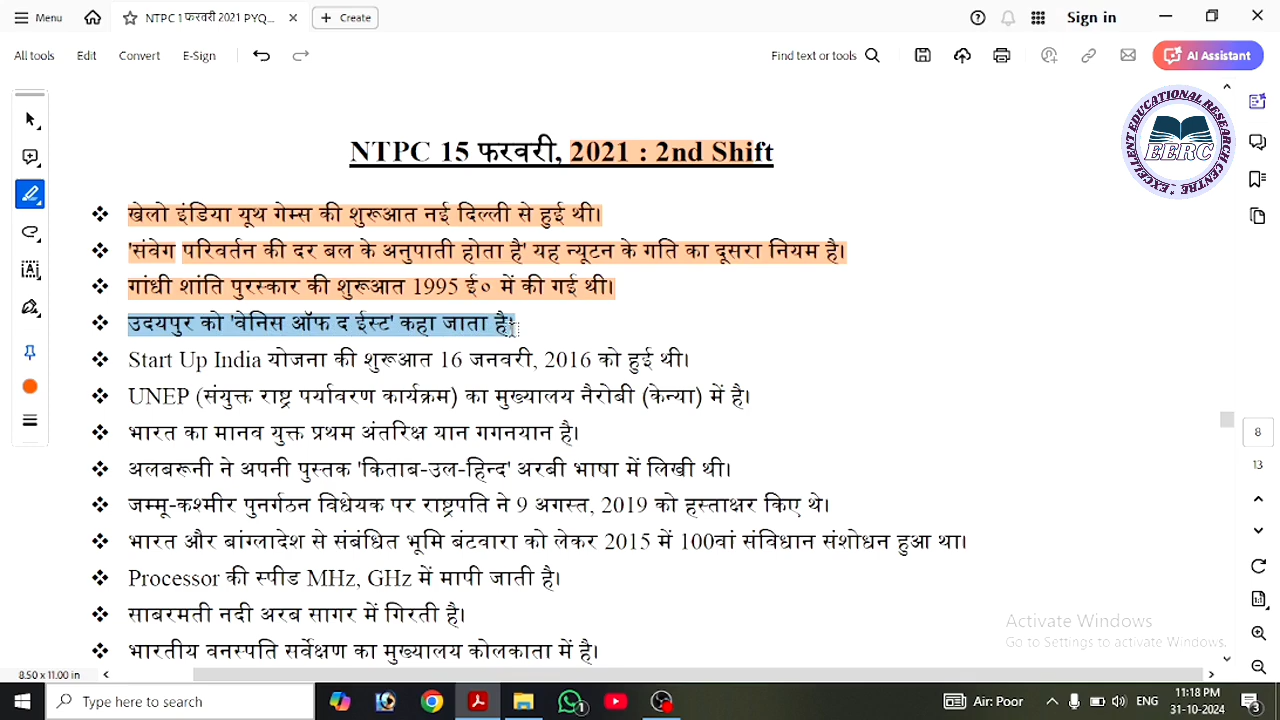 Menu
NTPC 1 फरवरी 2021 PYQ...
Create
Sign in
All tools
Edit
Convert
E-Sign
Find text or tools
AI Assistant
EXCELLENT EDUCATIONAL RESEARCH CENTRE
EERC
NTPC 15 फरवरी, 2021 : 2nd Shift
❖ खेलो इंडिया यूथ गेम्स की शुरूआत नई दिल्ली से हुई थी।
❖ 'संवेग परिवर्तन की दर बल के अनुपाती होता है' यह न्यूटन के गति का दूसरा नियम है।
❖ गांधी शांति पुरस्कार की शुरूआत 1995 ई० में की गई थी।
❖ उदयपुर को 'वेनिस ऑफ द ईस्ट' कहा जाता है।
❖ Start Up India योजना की शुरूआत 16 जनवरी, 2016 को हुई थी।
❖ UNEP (संयुक्त राष्ट्र पर्यावरण कार्यक्रम) का मुख्यालय नैरोबी (केन्या) में है।
❖ भारत का मानव युक्त प्रथम अंतरिक्ष यान गगनयान है।
❖ अलबरूनी ने अपनी पुस्तक 'किताब-उल-हिन्द' अरबी भाषा में लिखी थी।
❖ जम्मू-कश्मीर पुनर्गठन विधेयक पर राष्ट्रपति ने 9 अगस्त, 2019 को हस्ताक्षर किए थे।
❖ भारत और बांग्लादेश से संबंधित भूमि बंटवारा को लेकर 2015 में 100वां संविधान संशोधन हुआ था।
❖ Processor की स्पीड MHz, GHz में मापी जाती है।
❖ साबरमती नदी अरब सागर में गिरती है।
❖ भारतीय वनस्पति सर्वेक्षण का मुख्यालय कोलकाता में है।
8
13
Activate Windows
Go to Settings to activate Windows.
8.50 x 11.00 in
Type here to search
1
Air: Poor
ENG
11:18 PM
31-10-2024
3